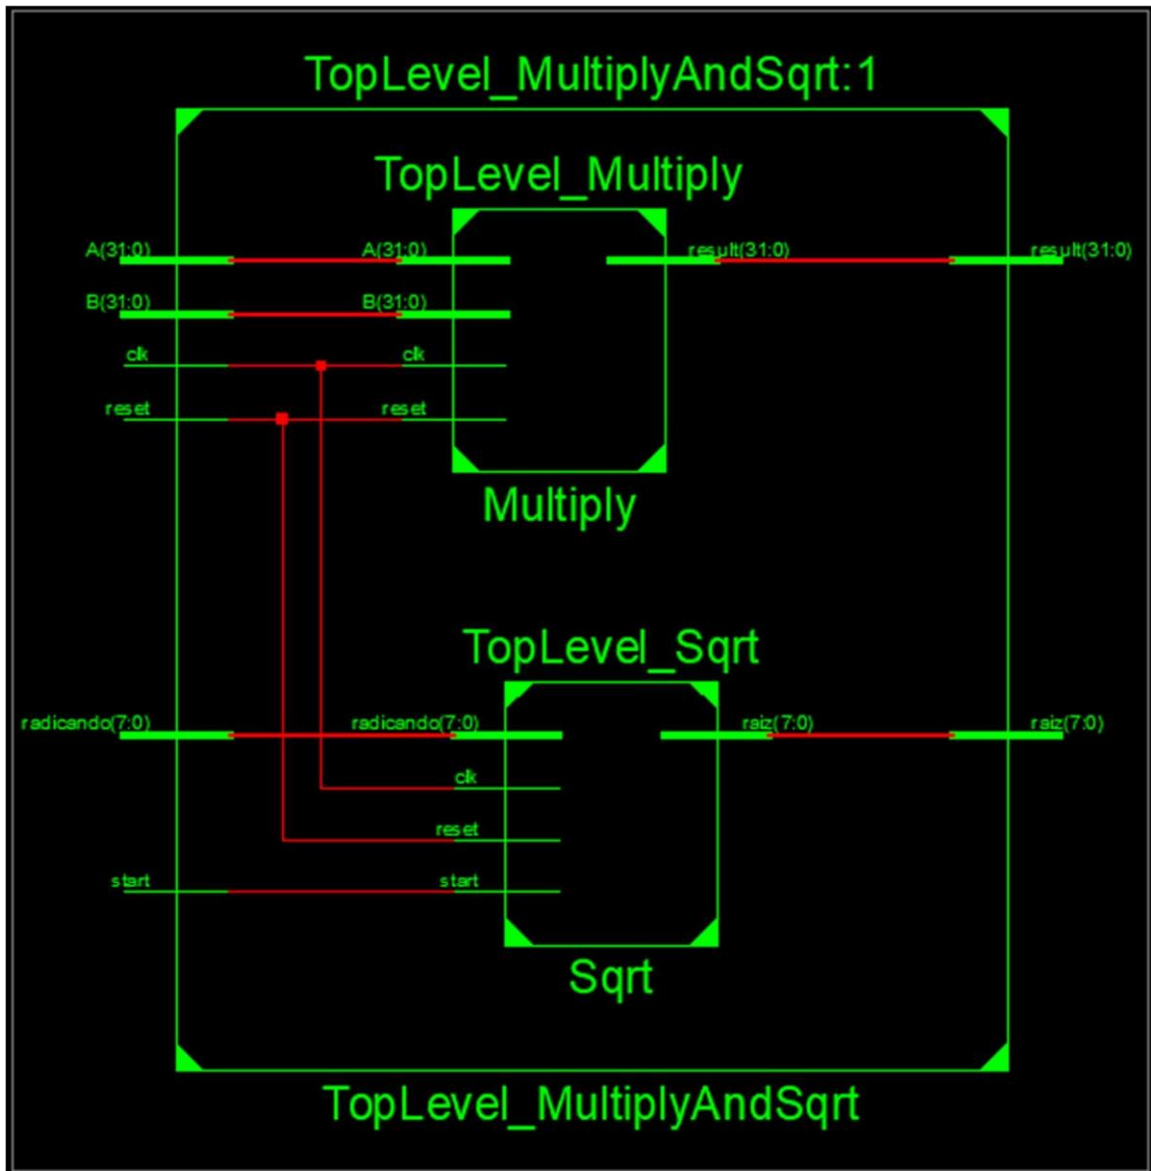 TopLevel_MultiplyAndSqrt:1
TopLevel_Multiply
A(31:0) A(31:0) result(31:0) result(31:0)
B(31:0) B(31:0)
clk clk
reset reset
Multiply
TopLevel_Sqrt
radicando(7:0) radicando(7:0) raiz(7:0) raiz(7:0)
clk
reset
start start
Sqrt
TopLevel_MultiplyAndSqrt